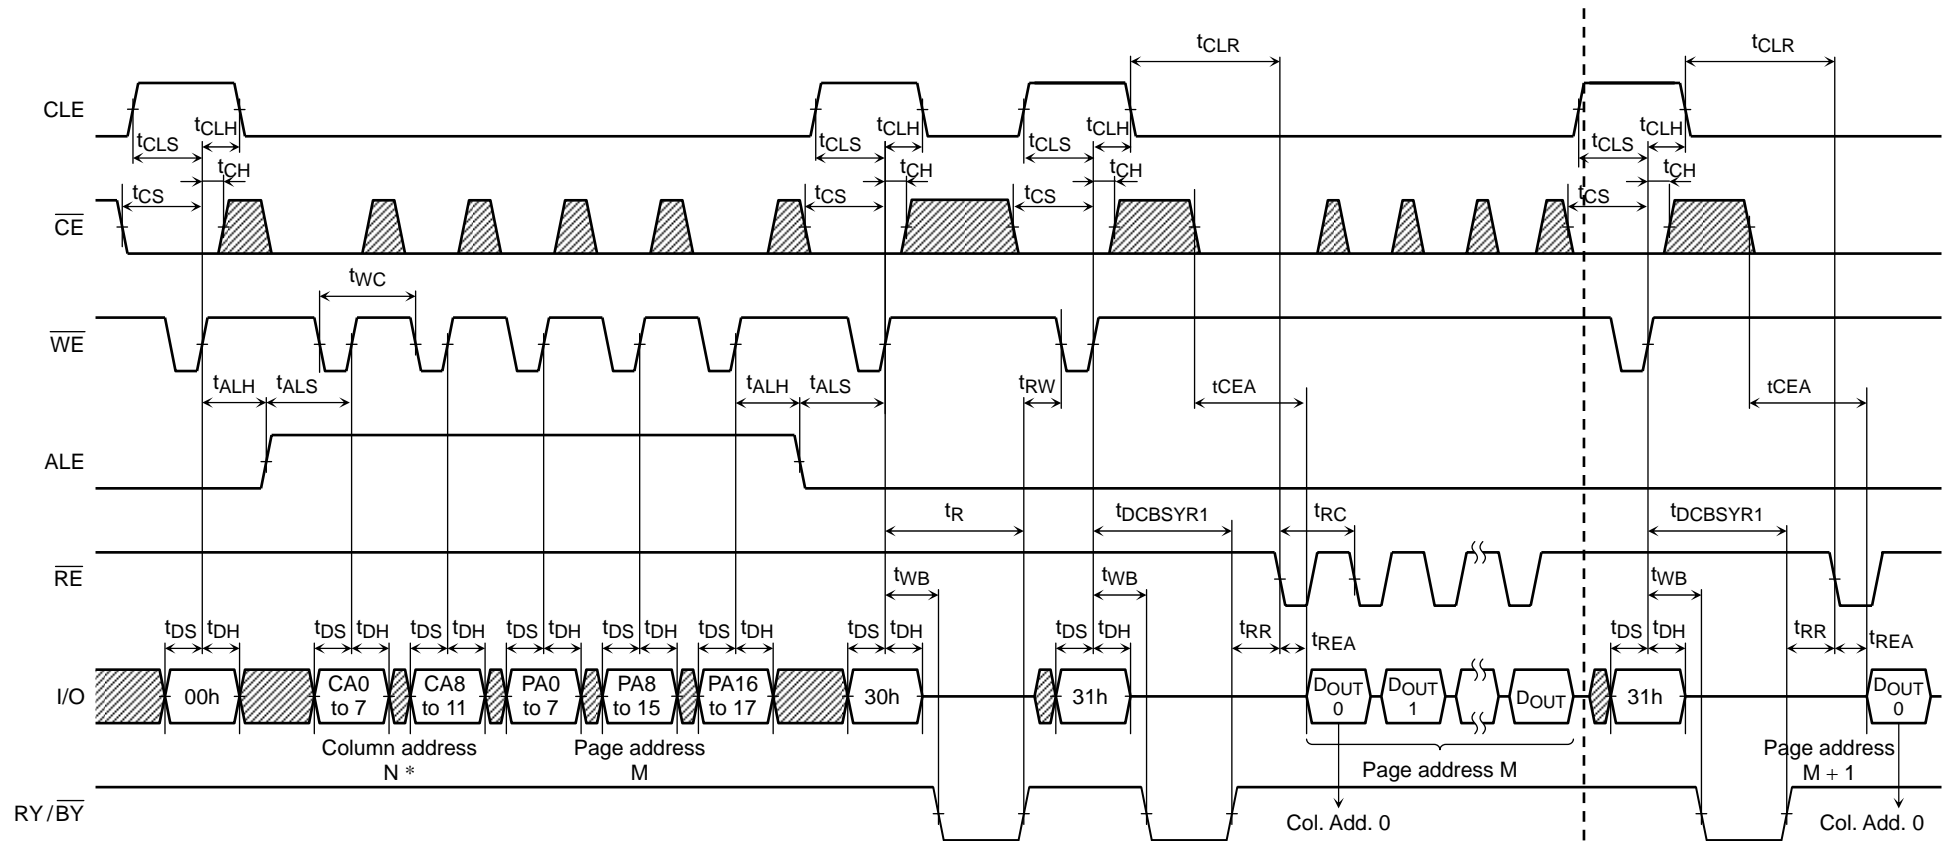 tCLR tCLR
CLE
tCLS tCLH tCLS tCLH tCLS tCLH tCLS tCLH
tCS tCH tCS tCH tCS tCH tCS tCH
CE
tWC
WE
tALH tALS tALH tALS tRW tCEA tCEA
ALE
tR tDCBSYR1 tRC tDCBSYR1
RE
tWB tWB tWB
tDS tDH tDS tDH tDS tDH tDS tDH tDS tDH tDS tDH tDS tDH tDS tDH tRR tREA tDS tDH tRR tREA
I/O
00h
CA0
to 7
CA8
to 11
PA0
to 7
PA8
to 15
PA16
to 17
30h
31h
DOUT
0
DOUT
1
DOUT
31h
DOUT
0
Column address
N *
Page address
M
Page address M
Page address
M + 1
Col. Add. 0
Col. Add. 0
RY/BY